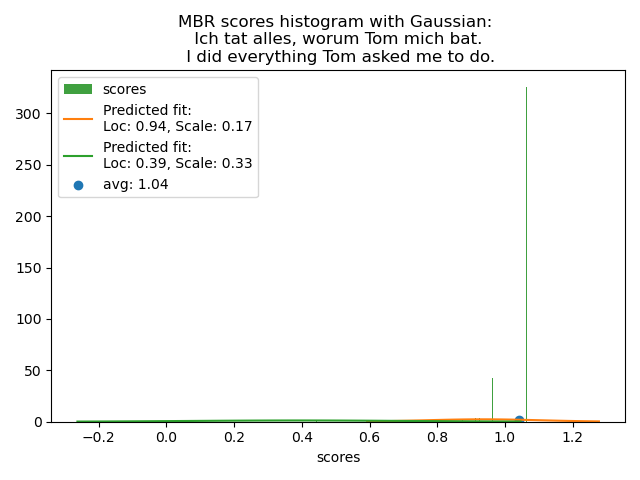 MBR scores histogram with Gaussian:
Ich tat alles, worum Tom mich bat.
I did everything Tom asked me to do.
scores
Predicted fit:
Loc: 0.94, Scale: 0.17
Predicted fit:
Loc: 0.39, Scale: 0.33
avg: 1.04
300
250
200
150
100
50
0
−0.2 0.0 0.2 0.4 0.6 0.8 1.0 1.2
scores